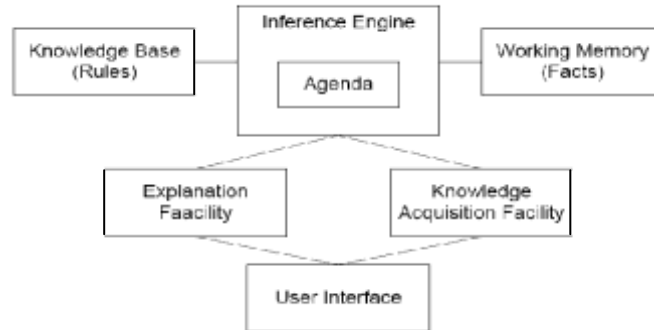 Inference Engine
Knowledge Base
(Rules)
Agenda
Working Memory
(Facts)
Explanation
Faacility
Knowledge
Acquisition Facility
User Interface